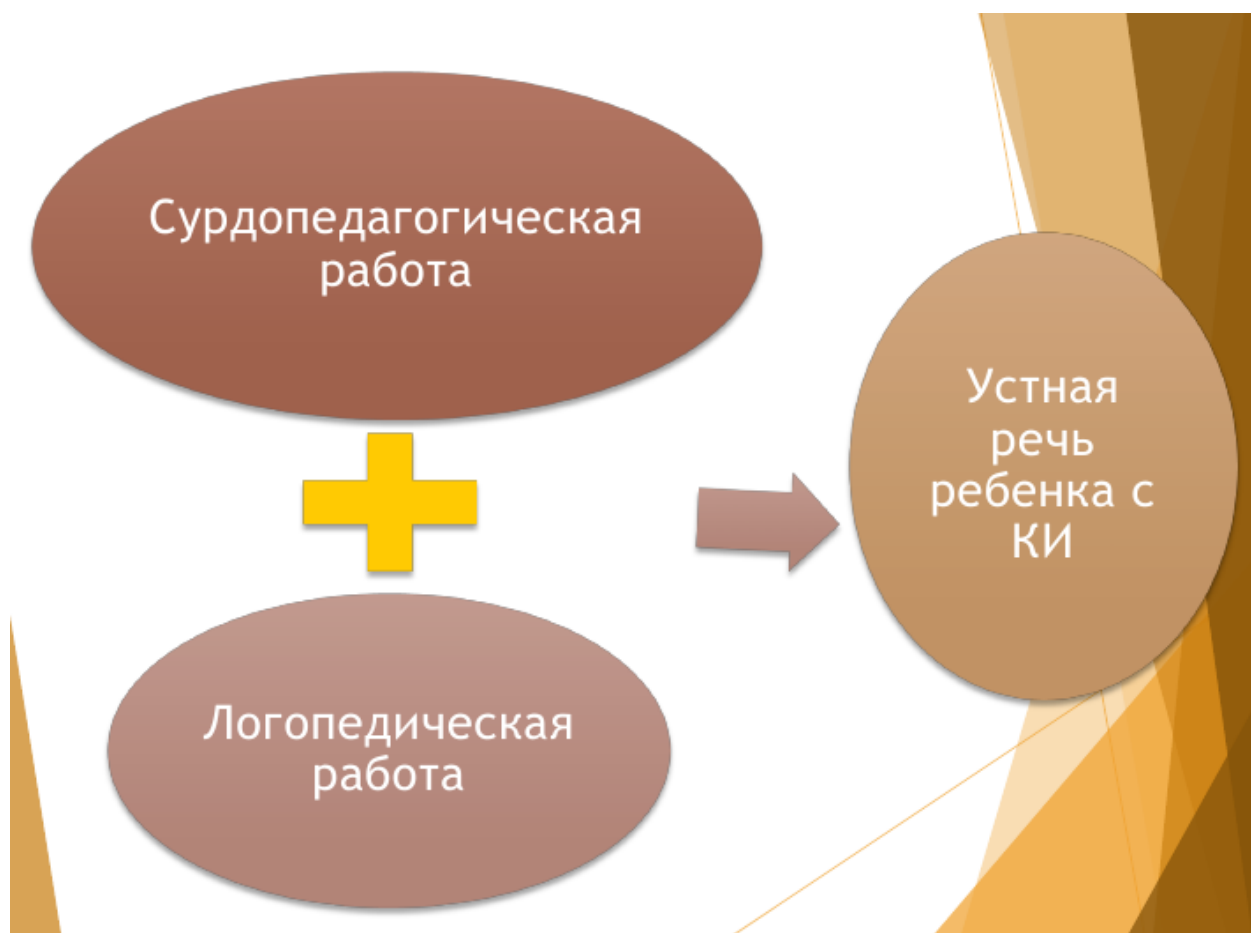 Сурдопедагогическая
работа
Логопедическая
работа
Устная
речь
ребенка с
КИ